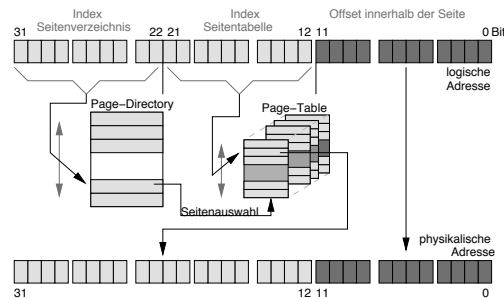 Index
Seitenverzeichnis
Index
Seitentabelle
Offset innerhalb der Seite
31
22 21
12
11
0 Bit
logische
Adresse
Page-Directory
Page-Table
Seitenauswahl
physikalische
Adresse
31
12
11
0